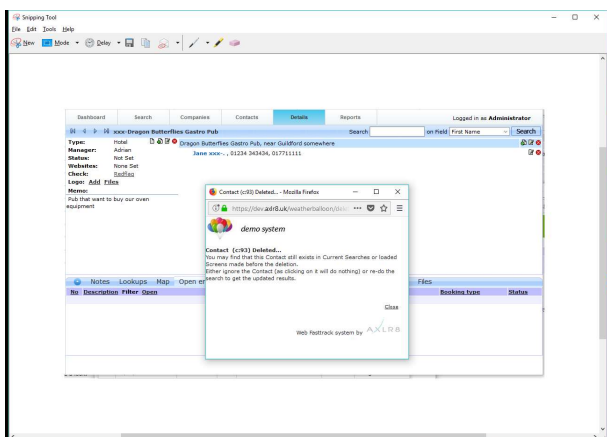 Snipping Tool
File Edit Tools Help
New Mode Delay
Dashboard Search Companies Contacts Details Reports Logged in as Administrator
xxx-Dragon Butterflies Gastro Pub Search on Field First Name Search
Type: Hotel Dragon Butterflies Gastro Pub, near Guildford somewhere
Manager: Adrian Jane xxx-. , 01234 343434, 017711111
Status: Not Set
Websites: None Set
Check: Redflag
Logo: Add Files
Memo:
Pub that want to buy our oven
equipment
Contact (c:93) Deleted... - Mozilla Firefox
https://dev.axlr8.uk/weatherballoon/
demo system
Contact (c:93) Deleted...
You may find that this Contact still exists in Current Searches or loaded
Screens made before the deletion.
Either ignore the Contact (as clicking on it will do nothing) or re-do the
search to get the updated results.
Close
Web Fasttrack system by AXLR8
Notes Lookups Map Open Files
No Description Filter Open Booking type Status